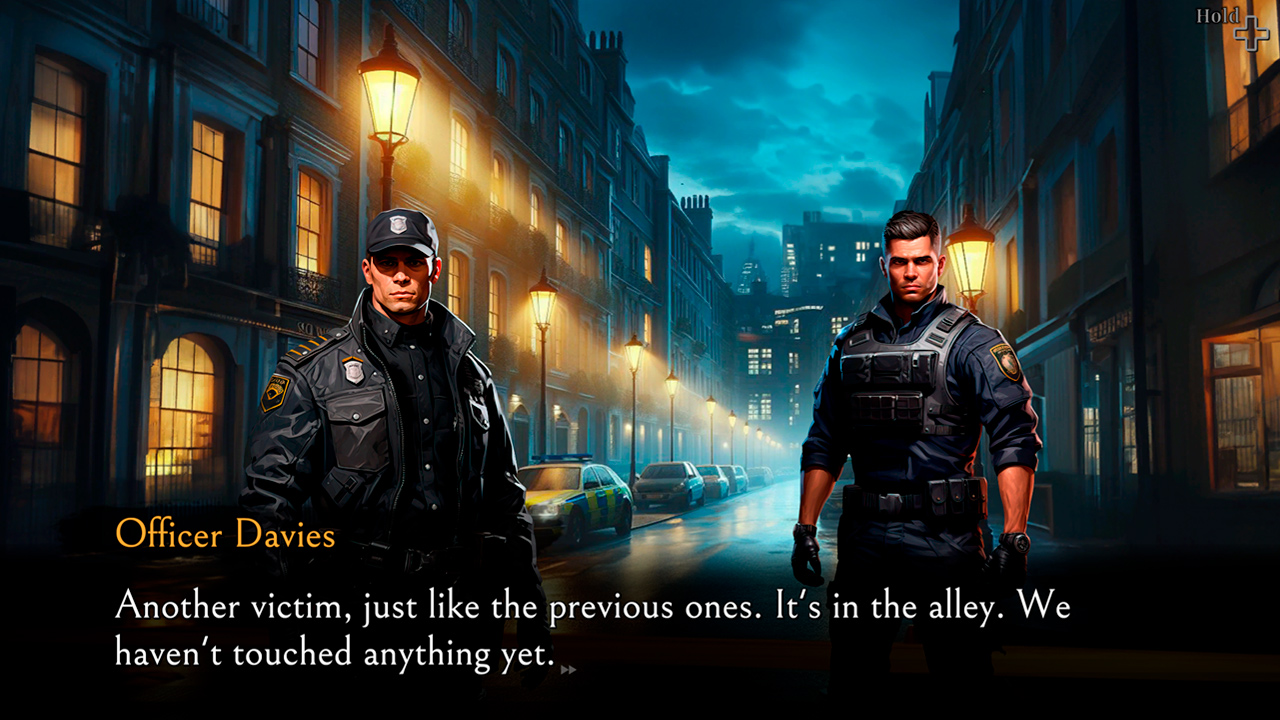 Hold
Officer Davies
Another victim, just like the previous ones. It's in the alley. We
haven't touched anything yet.